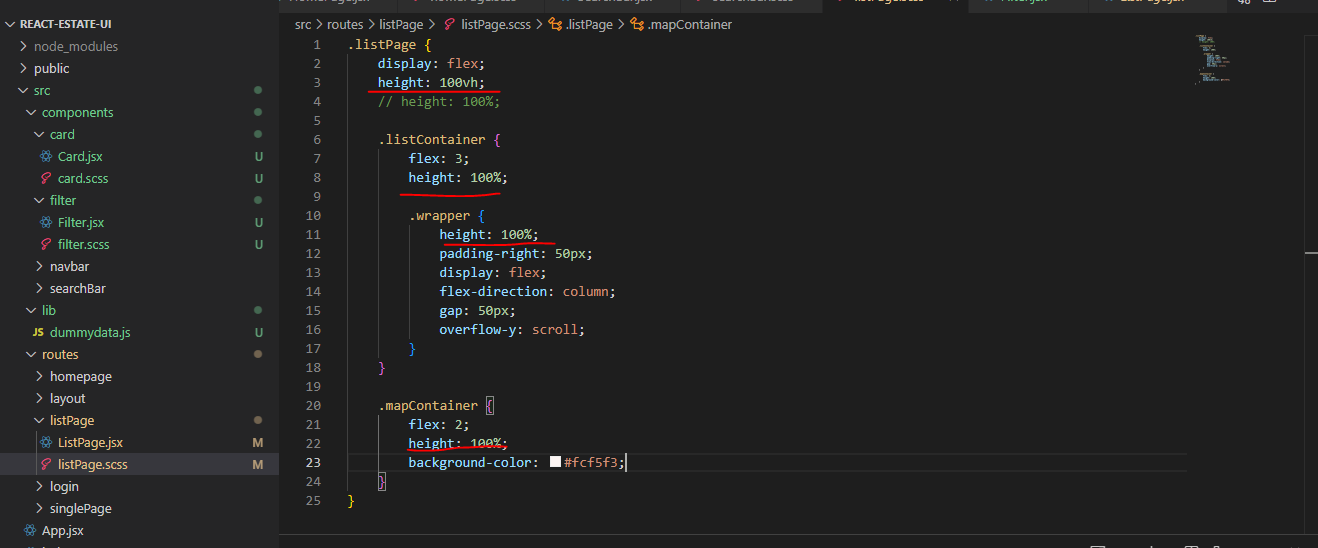 REACT-ESTATE-UI
node_modules
public
src
components
card
Card.jsx U
card.scss U
filter
Filter.jsx U
filter.scss U
navbar
searchBar
lib
JS dummydata.js U
routes
homepage
layout
listPage
ListPage.jsx M
listPage.scss M
login
singlePage
App.jsx
src > routes > listPage > listPage.scss > .listPage > .mapContainer
1 .listPage {
2 display: flex;
3 height: 100vh;
4 // height: 100%;
5
6 .listContainer {
7 flex: 3;
8 height: 100%;
9
10 .wrapper {
11 height: 100%;
12 padding-right: 50px;
13 display: flex;
14 flex-direction: column;
15 gap: 50px;
16 overflow-y: scroll;
17 }
18 }
19
20 .mapContainer {
21 flex: 2;
22 height: 100%;
23 background-color: #fcf5f3;
24 }
25 }